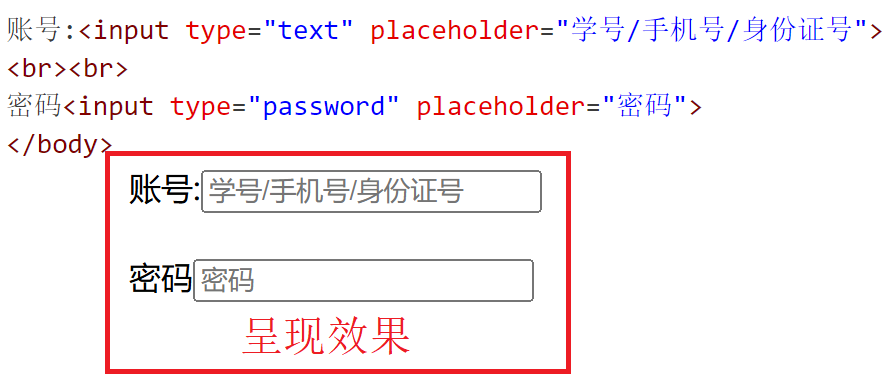 账号:<input type="text" placeholder="学号/手机号/身份证号">
<br><br>
密码<input type="password" placeholder="密码">
</body>
账号:学号/手机号/身份证号
密码密码
呈现效果